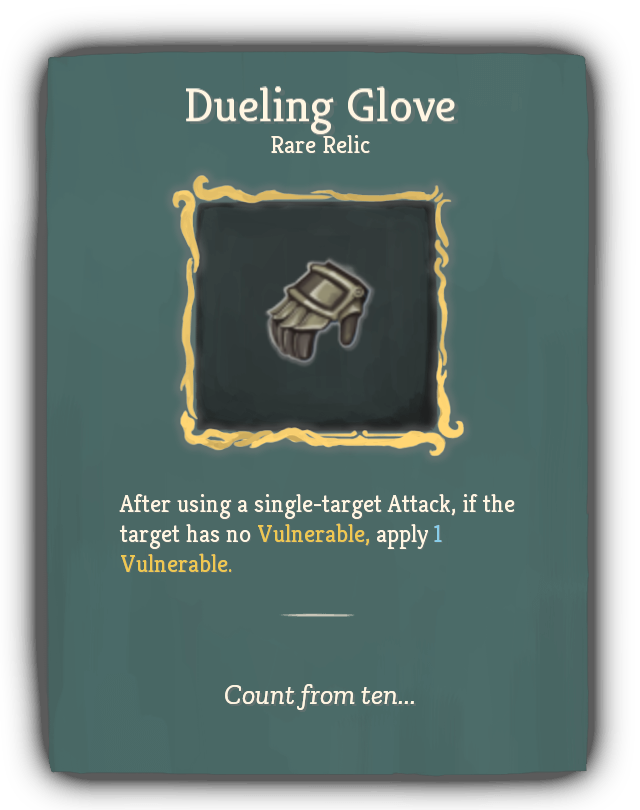 Dueling Glove
Rare Relic
After using a single-target Attack, if the
target has no Vulnerable, apply 1
Vulnerable.
Count from ten...